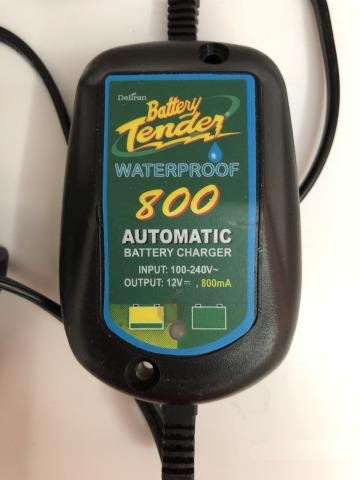 Deltran
Battery
Tender
WATERPROOF
800
AUTOMATIC
BATTERY CHARGER
INPUT: 100-240V~
OUTPUT: 12V⎓ , 800mA